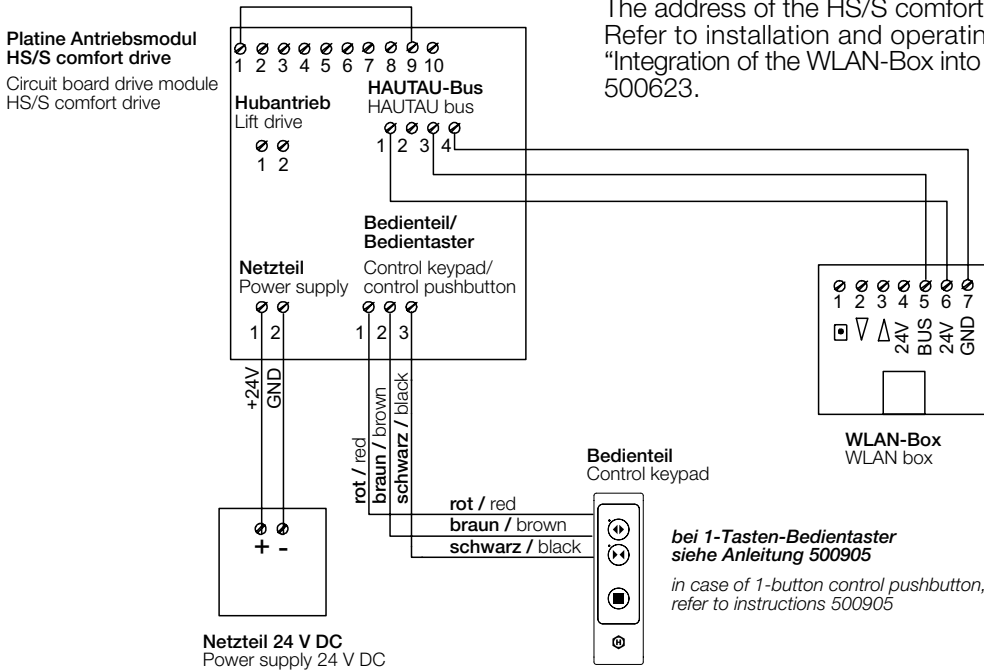 The address of the HS/S comfort
Refer to installation and operatin
“Integration of the WLAN-Box into
500623.
Platine Antriebsmodul
HS/S comfort drive
Circuit board drive module
HS/S comfort drive
1 2 3 4 5 6 7 8 9 10
Hubantrieb
Lift drive
1 2
HAUTAU-Bus
HAUTAU bus
1 2 3 4
Bedienteil/
Bedientaster
Control keypad/
control pushbutton
1 2 3
Netzteil
Power supply
1 2
+24V
GND
rot / red
braun / brown
schwarz / black
1 2 3 4 5 6 7
24V
BUS
24V
GND
WLAN-Box
WLAN box
Bedienteil
Control keypad
rot / red
braun / brown
schwarz / black
bei 1-Tasten-Bedientaster
siehe Anleitung 500905
in case of 1-button control pushbutton,
refer to instructions 500905
+ -
Netzteil 24 V DC
Power supply 24 V DC
H